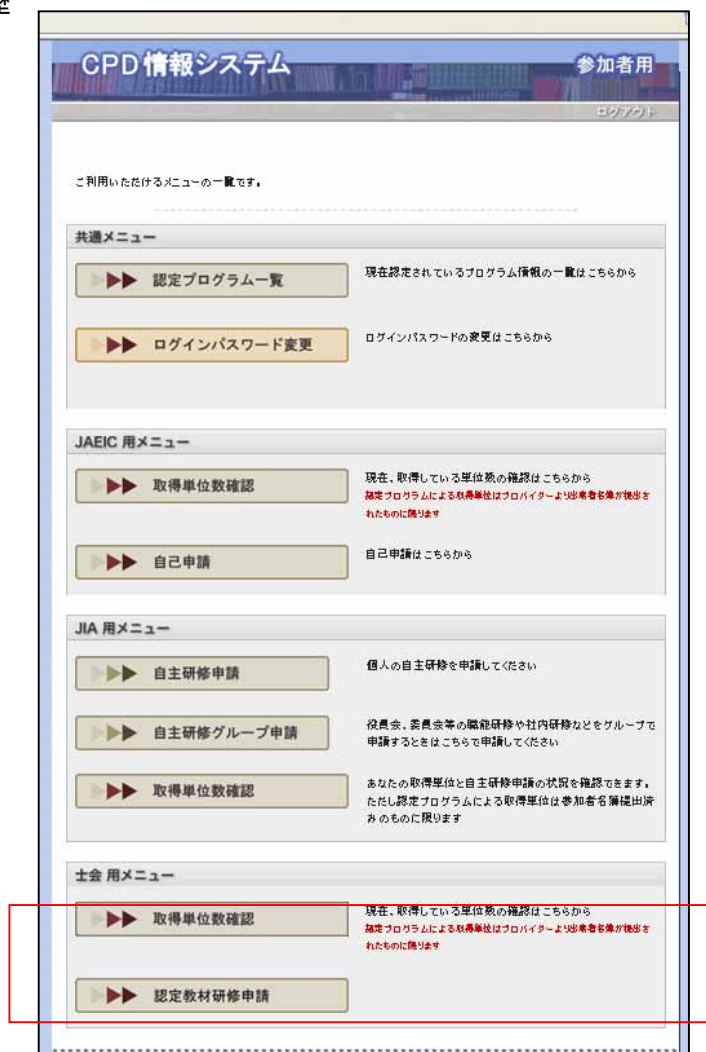 CPD情報システム
参加者用
ログアウト
ご利用いただけるメニューの一覧です。
共通メニュー
認定プログラム一覧
現在認定されているプログラム情報の一覧はこちらから
ログインパスワード変更
ログインパスワードの変更はこちらから
JAEIC 用メニュー
取得単位数確認
現在、取得している単位数の確認はこちらから
認定プログラムによる取得単位はプロバイダーより出席者名簿が提出さ
れたものに限ります
自己申請
自己申請はこちらから
JIA 用メニュー
自主研修申請
個人の自主研修を申請してください
自主研修グループ申請
役員会、委員会等の職能研修や社内研修などをグループで
申請するときはこちらで申請してください
取得単位数確認
あなたの取得単位と自主研修申請の状況を確認できます。
ただし認定プログラムによる取得単位は参加者名簿提出済
みのものに限ります
士会 用メニュー
取得単位数確認
現在、取得している単位数の確認はこちらから
認定プログラムによる取得単位はプロバイダーより出席者名簿が提出さ
れたものに限ります
認定教材研修申請